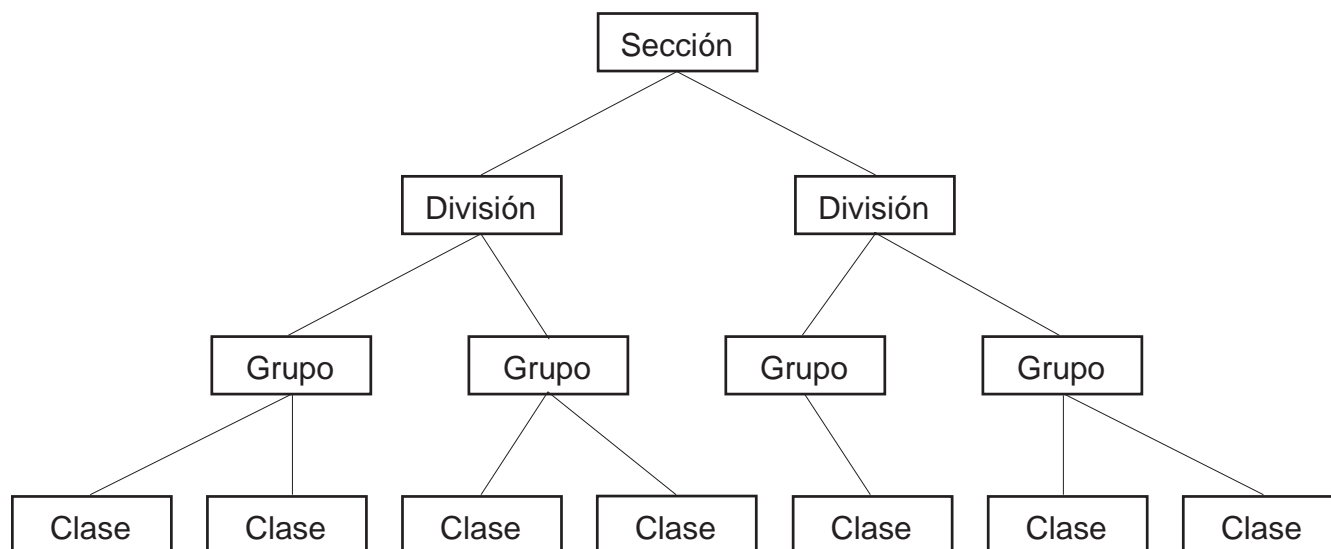 Sección
División División
Grupo Grupo Grupo Grupo
Clase Clase Clase Clase Clase Clase Clase